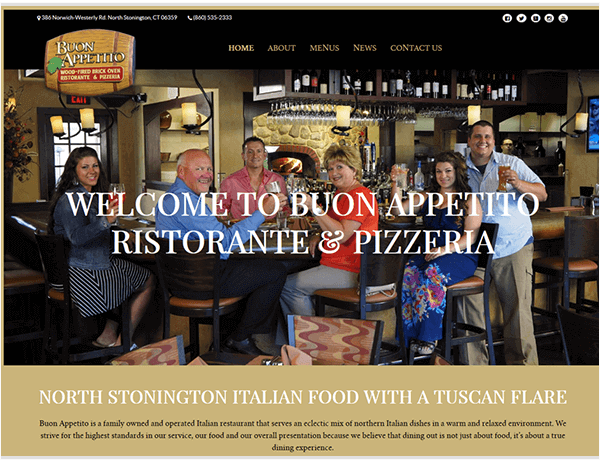 386 Norwich-Westerly Rd. North Stonington, CT 06359 (860) 535-2333
BUON
APPETITO
WOOD-FIRED BRICK OVEN
RISTORANTE & PIZZERIA
HOME ABOUT MENUS NEWS CONTACT US
EXIT
WELCOME TO BUON APPETITO
RISTORANTE & PIZZERIA
NORTH STONINGTON ITALIAN FOOD WITH A TUSCAN FLARE
Buon Appetito is a family owned and operated Italian restaurant that serves an eclectic mix of northern Italian dishes in a warm and relaxed environment. We
strive for the highest standards in our service, our food and our overall presentation because we believe that dining out is not just about food, it's about a true
dining experience.